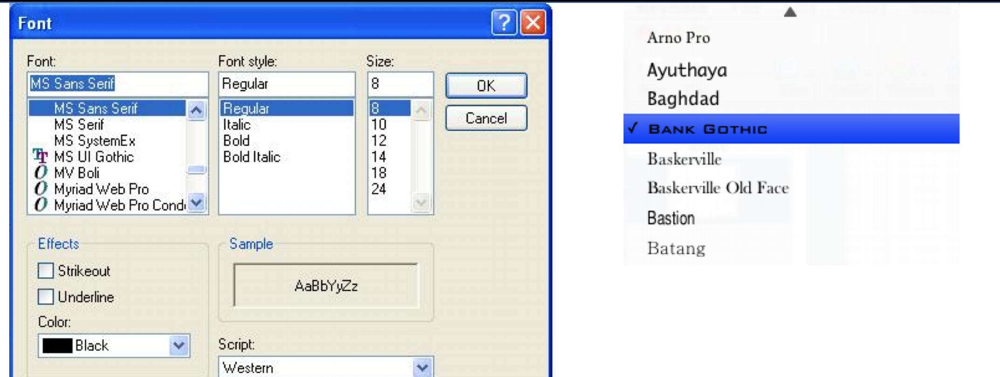 Font
Font:
Font style:
Size:
MS Sans Serif
Regular
8
OK
MS Sans Serif
MS Serif
MS SystemEx
MS UI Gothic
MV Boli
Myriad Web Pro
Myriad Web Pro Cond
Regular
Italic
Bold
Bold Italic
8
10
12
14
18
24
Cancel
Effects
Strikeout
Underline
Color:
Black
Sample
AaBbYyZz
Script:
Western
Arno Pro
Ayuthaya
Baghdad
✓ Bank Gothic
Baskerville
Baskerville Old Face
Bastion
Batang